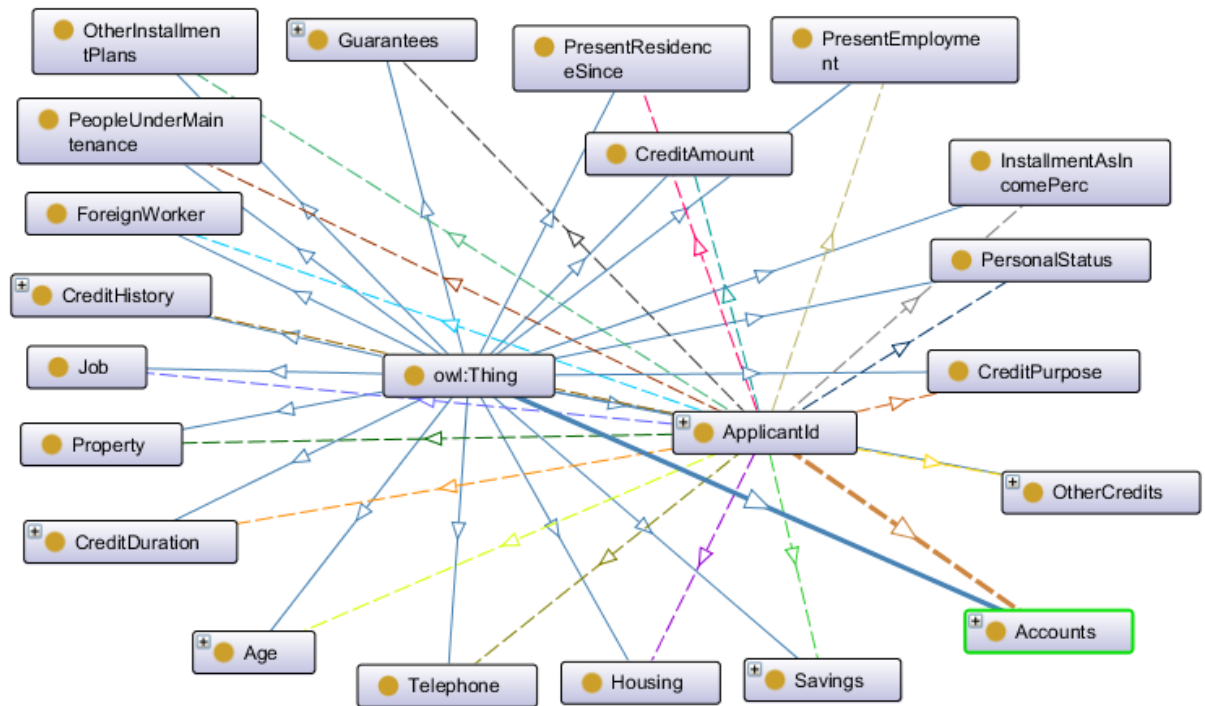 OtherInstallmen
tPlans
Guarantees
PresentResidenc
eSince
PresentEmployme
nt
PeopleUnderMain
tenance
CreditAmount
InstallmentAsIn
comePerc
ForeignWorker
PersonalStatus
CreditHistory
Job
owl:Thing
CreditPurpose
Property
ApplicantId
OtherCredits
CreditDuration
Age
Accounts
Telephone
Housing
Savings